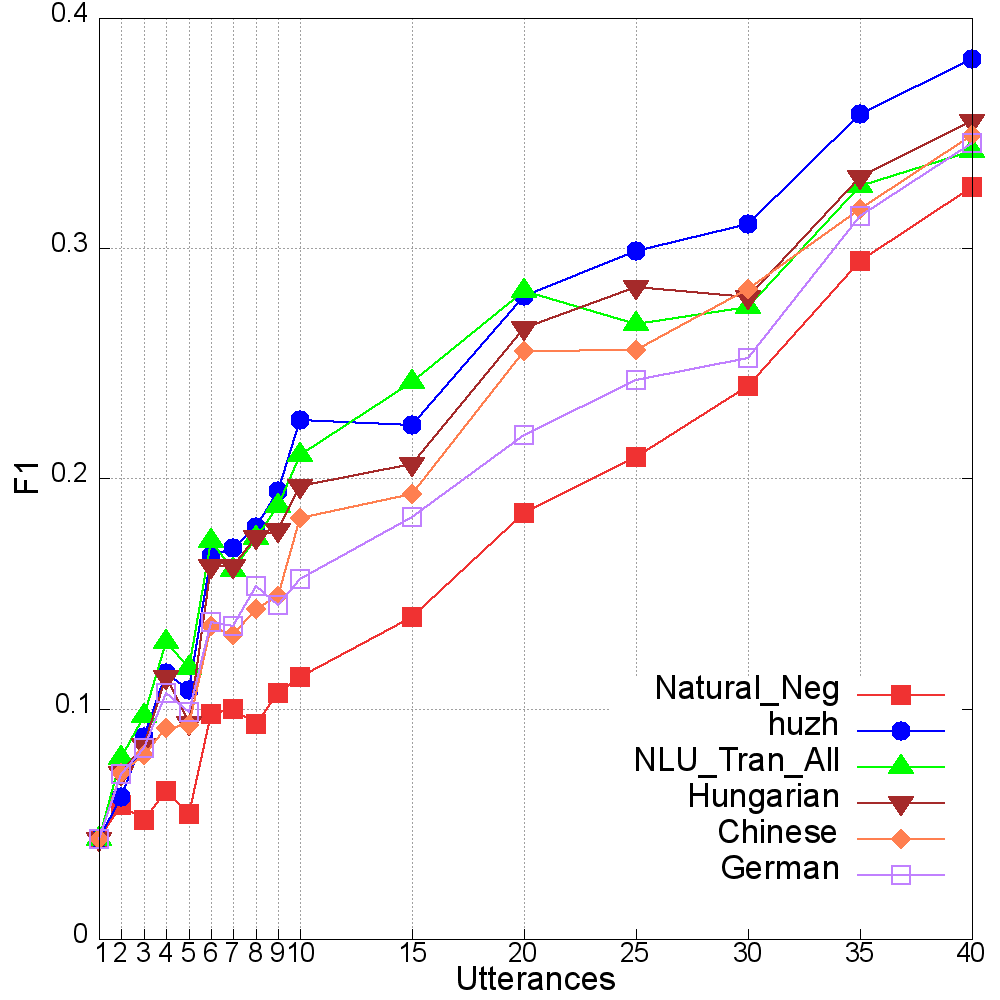 0.4
0.3
0.2
0.1
0
F1
1 2 3 4 5 6 7 8 9 10 15 20 25 30 35 40
Utterances
Natural_Neg
huzh
NLU_Tran_All
Hungarian
Chinese
German